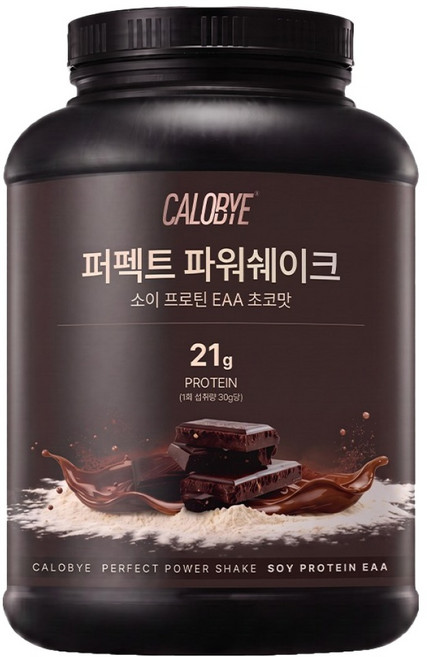 CALOBYE®
퍼펙트 파워쉐이크
소이 프로틴 EAA 초코맛
21g
PROTEIN
(1회 섭취량 30g당)
CALOBYE PERFECT POWER SHAKE SOY PROTEIN EAA